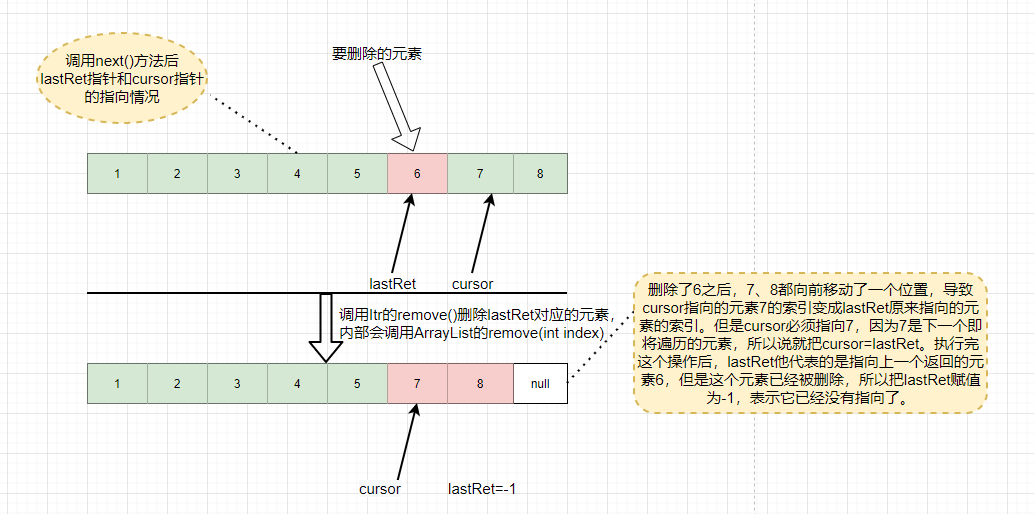 调用next()方法后
lastRet指针和cursor指针
的指向情况
要删除的元素
1 2 3 4 5 6 7 8
lastRet cursor
调用Itr的remove()删除lastRet对应的元素，
内部会调用ArrayList的remove(int index)
删除了6之后，7、8都向前移动了一个位置，导致
cursor指向的元素7的索引变成lastRet原来指向的元
素的索引。但是cursor必须指向7，因为7是下一个即
将遍历的元素，所以说就把cursor=lastRet。执行完
这个操作后，lastRet他代表的是指向上一个返回的元
素6，但是这个元素已经被删除，所以把lastRet赋值
为-1，表示它已经没有指向了。
1 2 3 4 5 7 8 null
cursor lastRet=-1